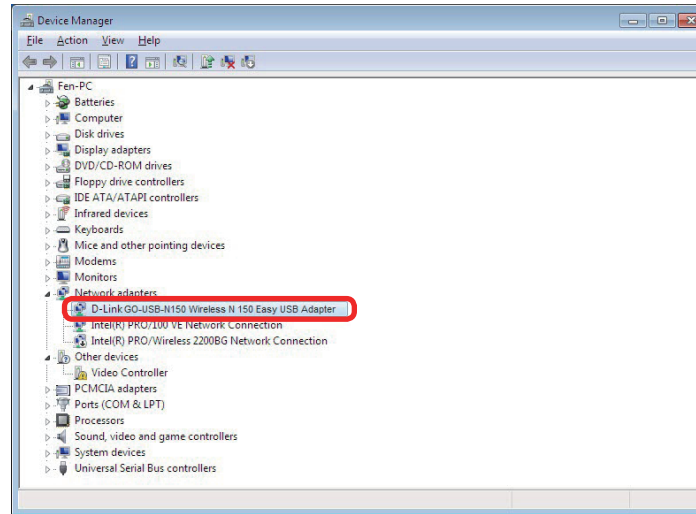 Device Manager
File Action View Help
Fen-PC
Batteries
Computer
Disk drives
Display adapters
DVD/CD-ROM drives
Floppy drive controllers
IDE ATA/ATAPI controllers
Infrared devices
Keyboards
Mice and other pointing devices
Modems
Monitors
Network adapters
D-Link GO-USB-N150 Wireless N 150 Easy USB Adapter
Intel(R) PRO/100 VE Network Connection
Intel(R) PRO/Wireless 2200BG Network Connection
Other devices
Video Controller
PCMCIA adapters
Ports (COM & LPT)
Processors
Sound, video and game controllers
System devices
Universal Serial Bus controllers